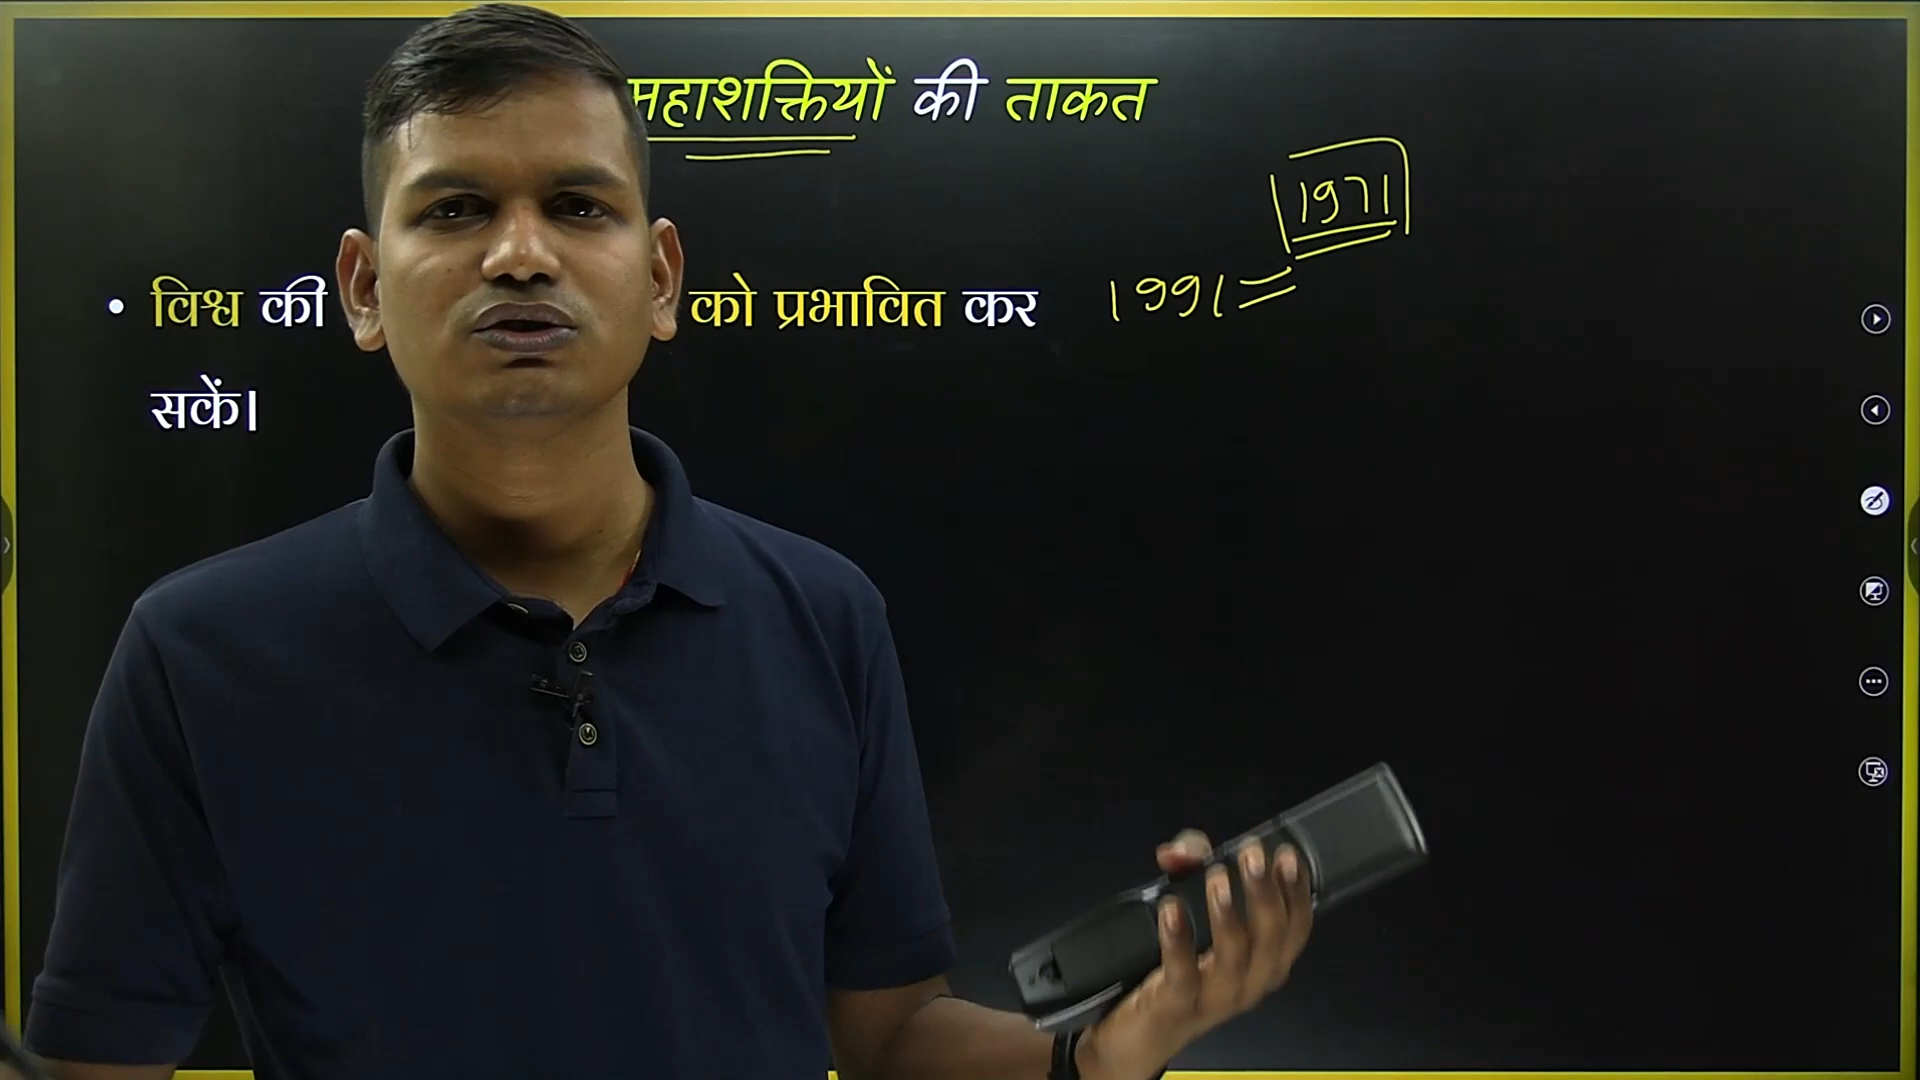 महाशक्तियों की ताकत
1971
• विश्व की को प्रभावित कर
1991=
सकें।